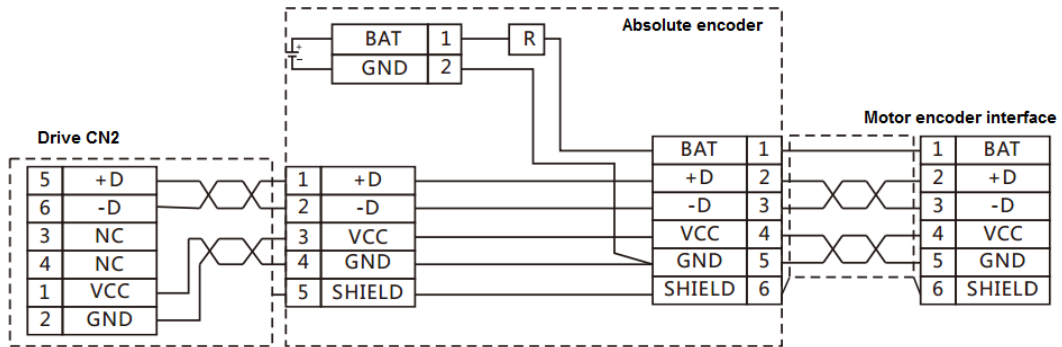 Absolute encoder
BAT 1 R
GND 2
+
−
Drive CN2
5 +D
6 -D
3 NC
4 NC
1 VCC
2 GND
1 +D
2 -D
3 VCC
4 GND
5 SHIELD
BAT 1
+D 2
-D 3
VCC 4
GND 5
SHIELD 6
Motor encoder interface
1 BAT
2 +D
3 -D
4 VCC
5 GND
6 SHIELD